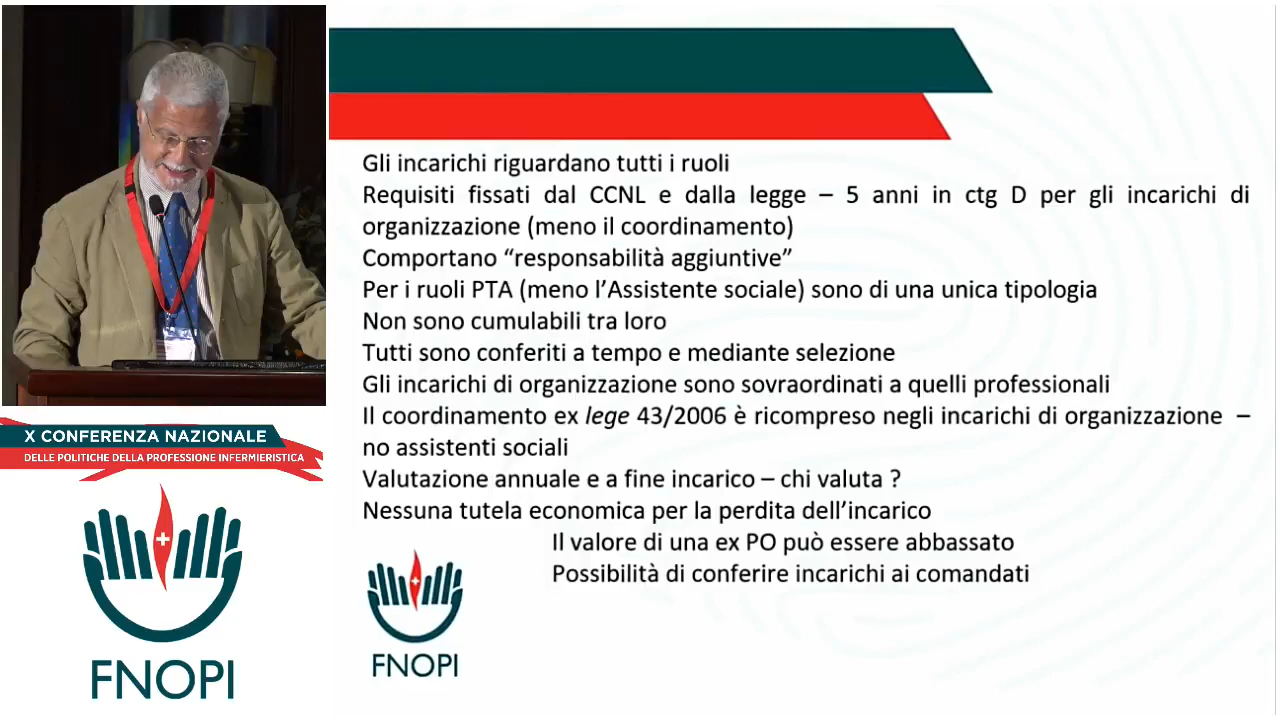 X CONFERENZA NAZIONALE
DELLE POLITICHE DELLA PROFESSIONE INFERMIERISTICA
FNOPI
Gli incarichi riguardano tutti i ruoli
Requisiti fissati dal CCNL e dalla legge – 5 anni in ctg D per gli incarichi di
organizzazione (meno il coordinamento)
Comportano “responsabilità aggiuntive”
Per i ruoli PTA (meno l’Assistente sociale) sono di una unica tipologia
Non sono cumulabili tra loro
Tutti sono conferiti a tempo e mediante selezione
Gli incarichi di organizzazione sono sovraordinati a quelli professionali
Il coordinamento ex lege 43/2006 è ricompreso negli incarichi di organizzazione –
no assistenti sociali
Valutazione annuale e a fine incarico – chi valuta ?
Nessuna tutela economica per la perdita dell’incarico
Il valore di una ex PO può essere abbassato
Possibilità di conferire incarichi ai comandati
FNOPI